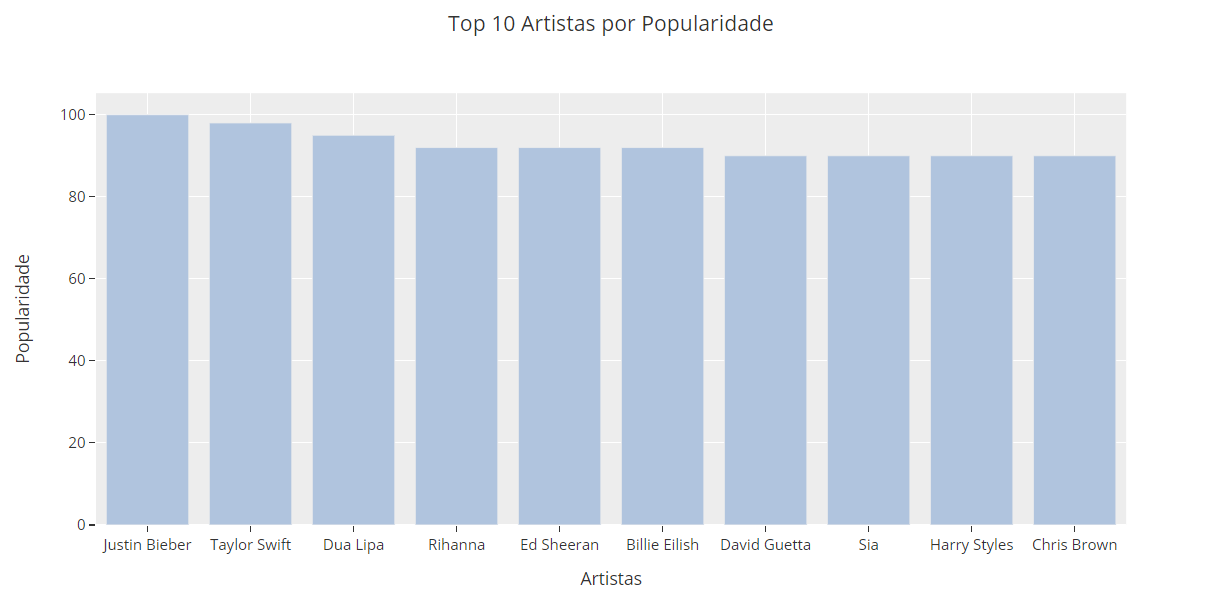 Top 10 Artistas por Popularidade
Popularidade
100
80
60
40
20
0
Justin Bieber Taylor Swift Dua Lipa Rihanna Ed Sheeran Billie Eilish David Guetta Sia Harry Styles Chris Brown
Artistas